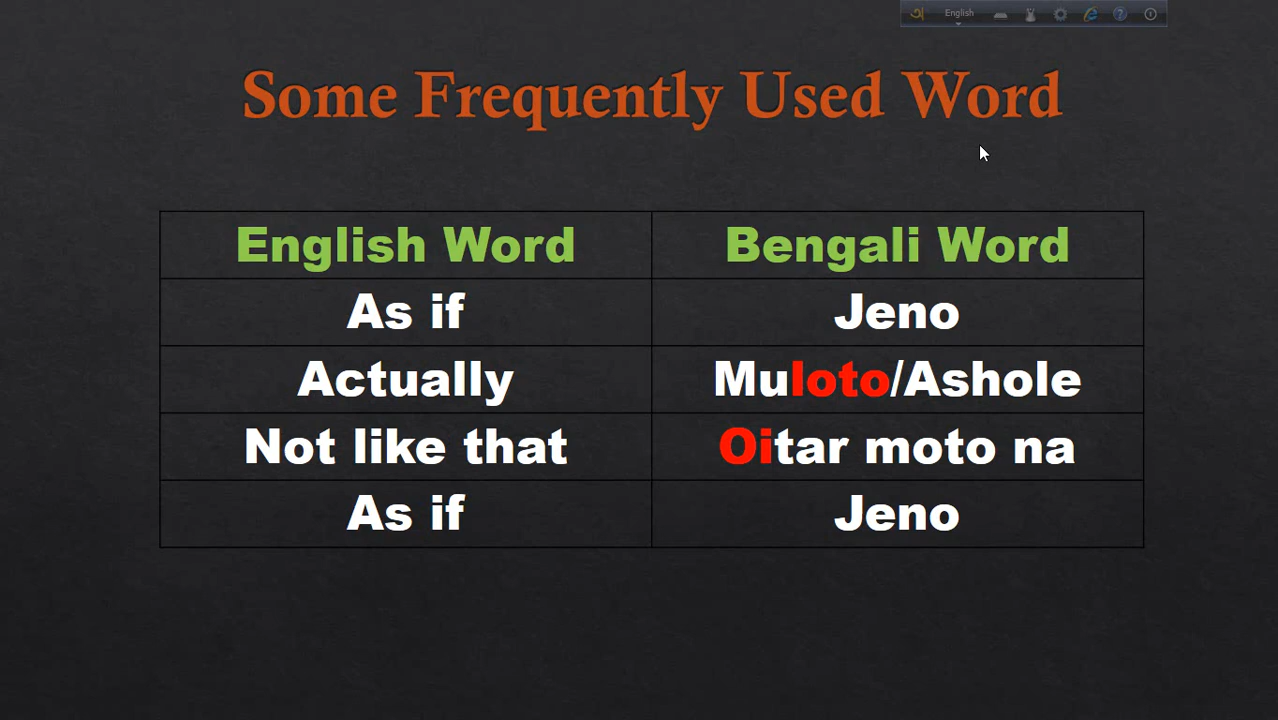 অ English
Some Frequently Used Word
English Word Bengali Word
As if Jeno
Actually Muloto/Ashole
Not like that Oitar moto na
As if Jeno